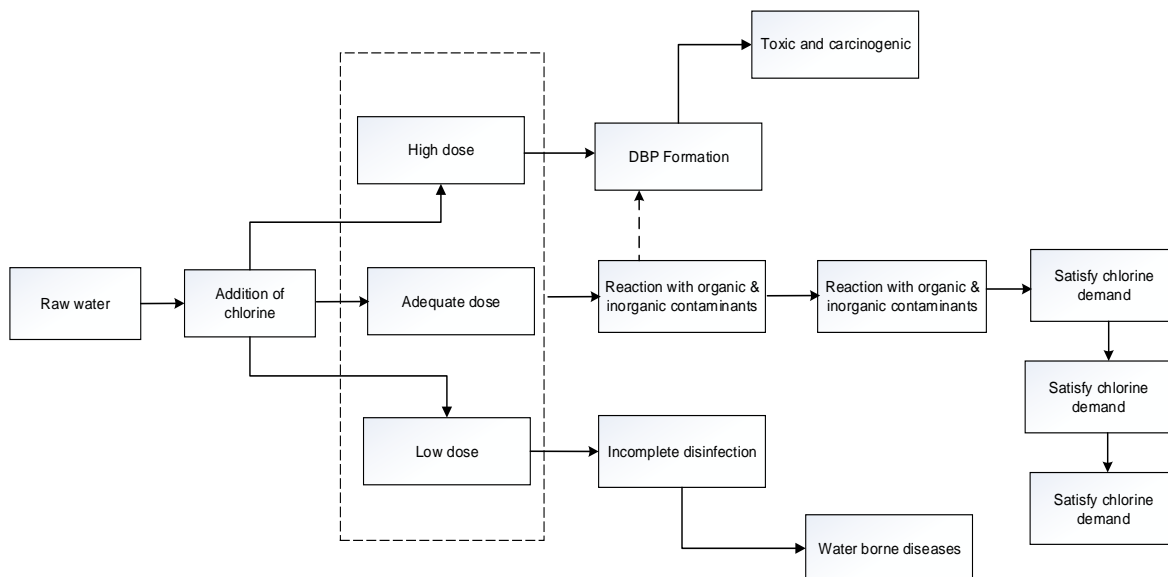 Toxic and carcinogenic
High dose
DBP Formation
Raw water
Addition of
chlorine
Adequate dose
Reaction with organic &
inorganic contaminants
Reaction with organic &
inorganic contaminants
Satisfy chlorine
demand
Satisfy chlorine
demand
Low dose
Incomplete disinfection
Satisfy chlorine
demand
Water borne diseases